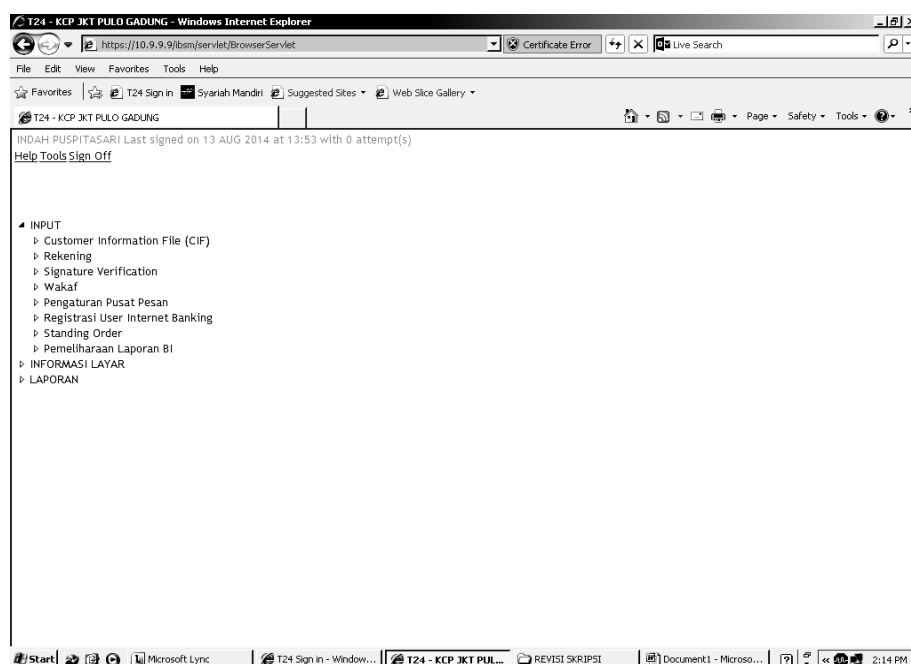 T24 - KCP JKT PULO GADUNG - Windows Internet Explorer
https://10.9.9.9/ibsm/servlet/BrowserServlet Certificate Error Live Search
File Edit View Favorites Tools Help
Favorites T24 Sign in Syariah Mandiri Suggested Sites Web Slice Gallery
T24 - KCP JKT PULO GADUNG Page Safety Tools
INDAH PUSPITASARI Last signed on 13 AUG 2014 at 13:53 with 0 attempt(s)
Help Tools Sign Off
INPUT
Customer Information File (CIF)
Rekening
Signature Verification
Wakaf
Pengaturan Pusat Pesan
Registrasi User Internet Banking
Standing Order
Pemeliharaan Laporan BI
INFORMASI LAYAR
LAPORAN
Start Microsoft Lync T24 Sign in - Window... T24 - KCP JKT PUL... REVISI SKRIPSI Document1 - Microso... 2:14 PM